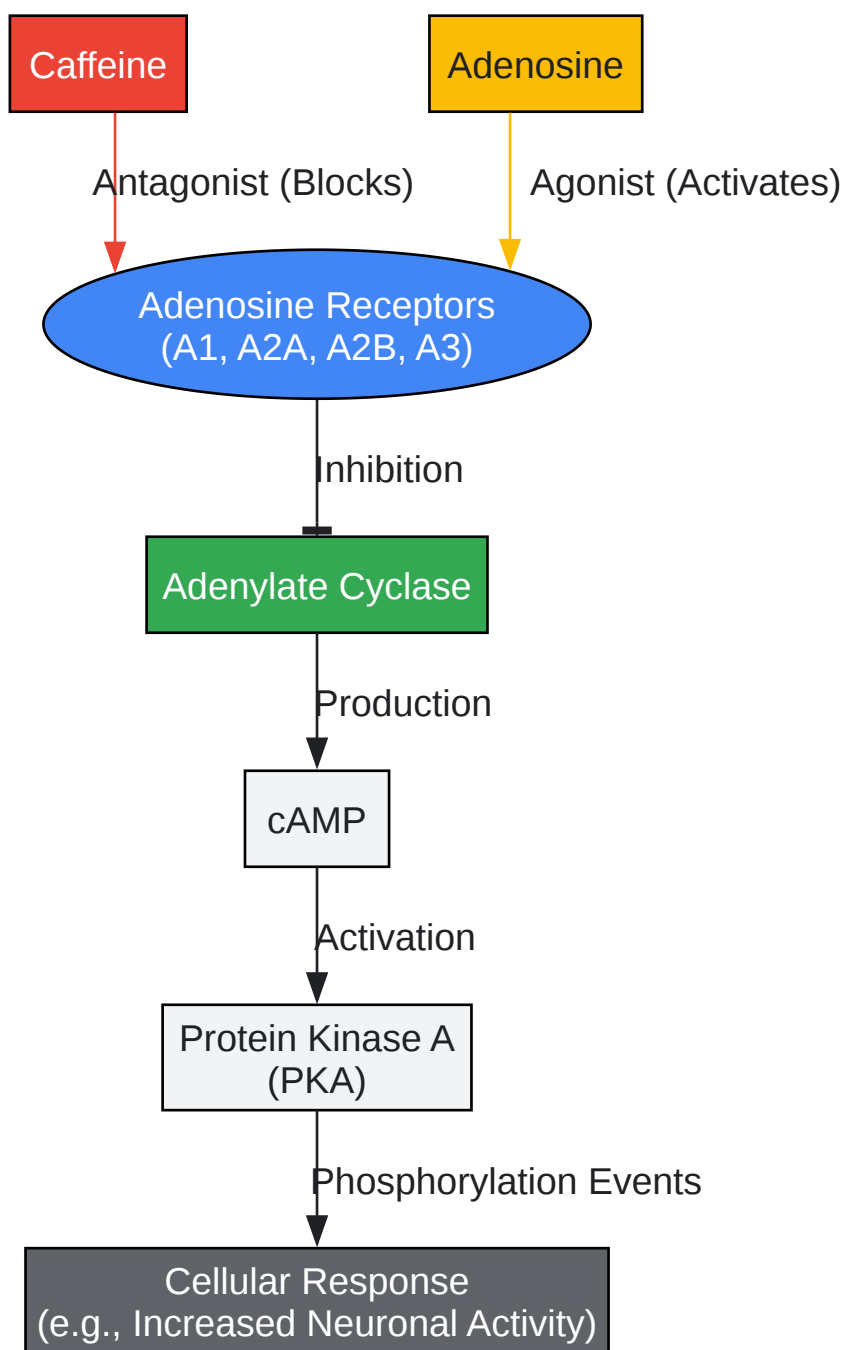 Caffeine
Adenosine
Antagonist (Blocks)
Agonist (Activates)
Adenosine Receptors
(A1, A2A, A2B, A3)
Inhibition
Adenylate Cyclase
Production
cAMP
Activation
Protein Kinase A
(PKA)
Phosphorylation Events
Cellular Response
(e.g., Increased Neuronal Activity)